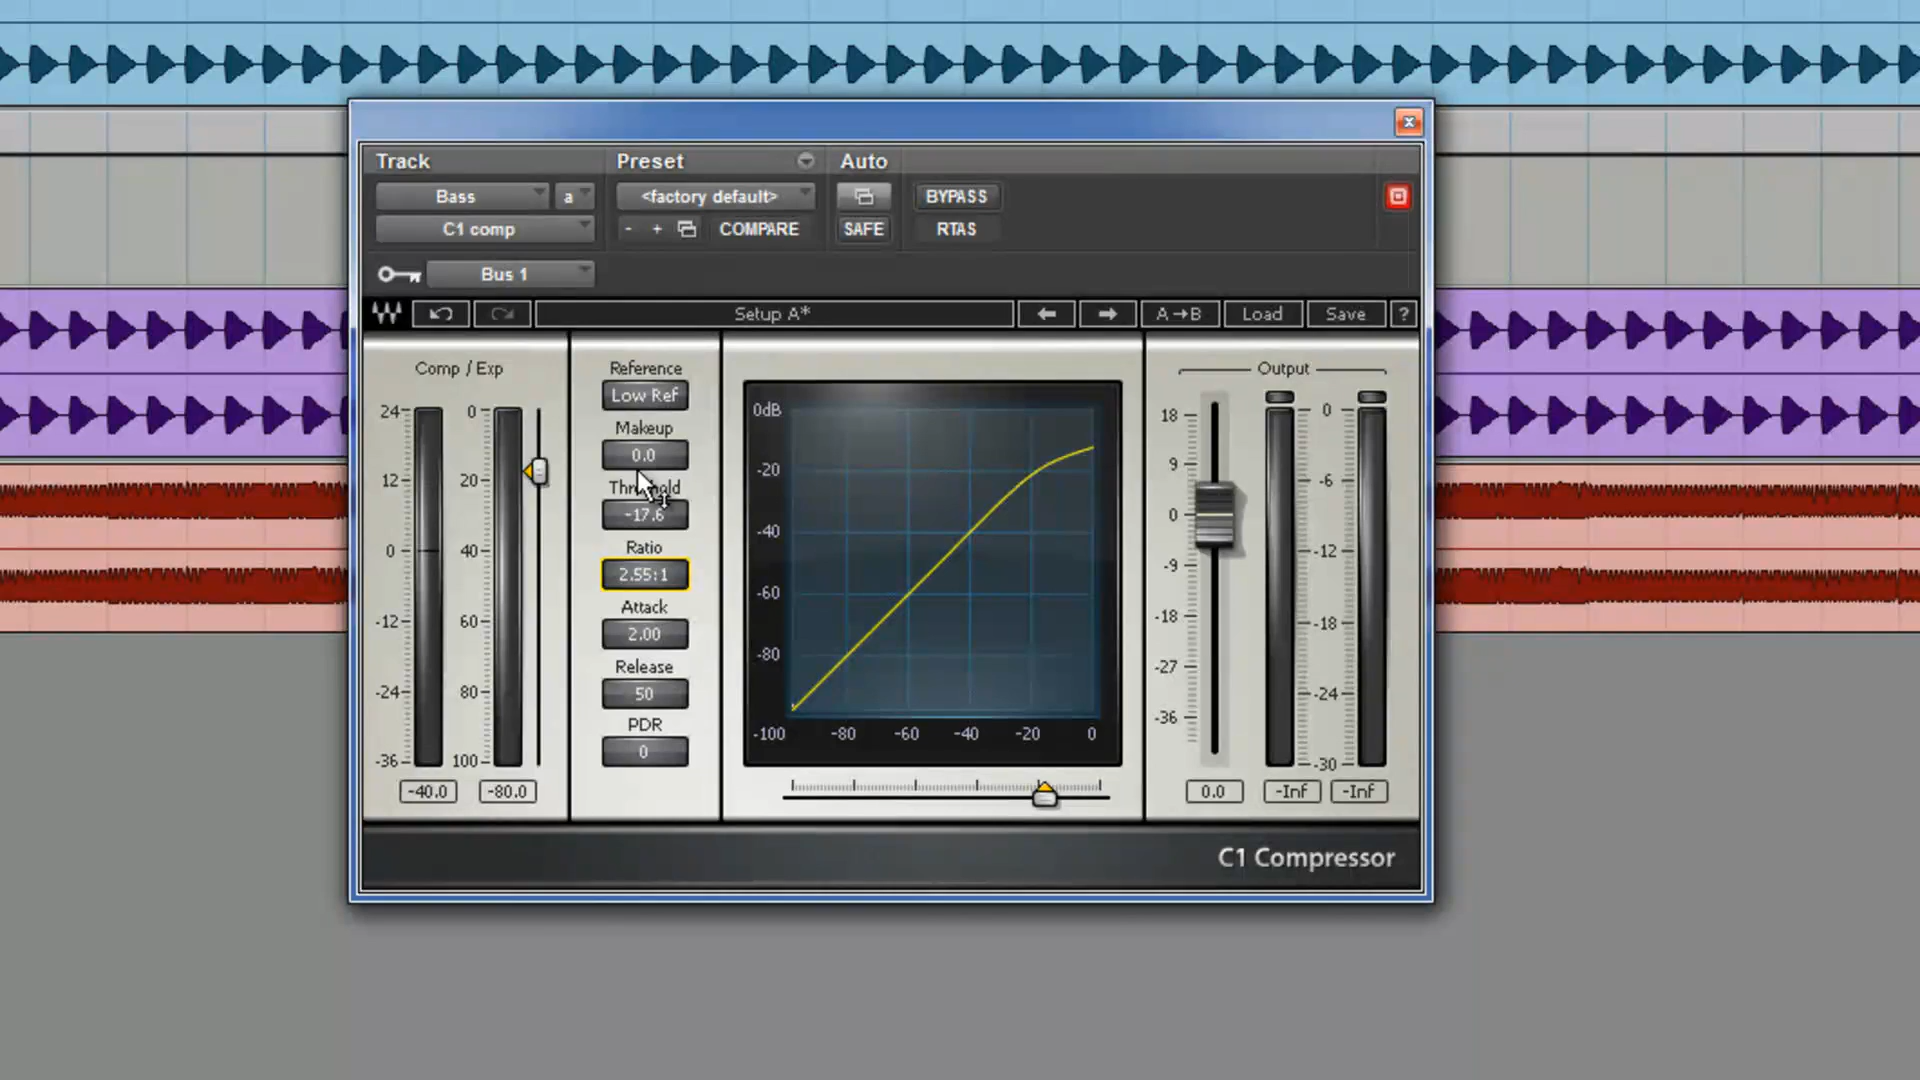 Track
Preset
Auto
Bass
a
<factory default>
BYPASS
C1 comp
-
+
COMPARE
SAFE
RTAS
Bus 1
Setup A*
A→B
Load
Save
?
Comp / Exp
24
12
0
-12
-24
-36
0
20
40
60
80
100
-40.0
-80.0
Reference
Low Ref
Makeup
0.0
Threshold
-17.6
Ratio
2.55:1
Attack
2.00
Release
50
PDR
0
0dB
-20
-40
-60
-80
-100
-80
-60
-40
-20
0
Output
18
9
0
-9
-18
-27
-36
0
-6
-12
-18
-24
-30
0.0
-Inf
-Inf
C1 Compressor